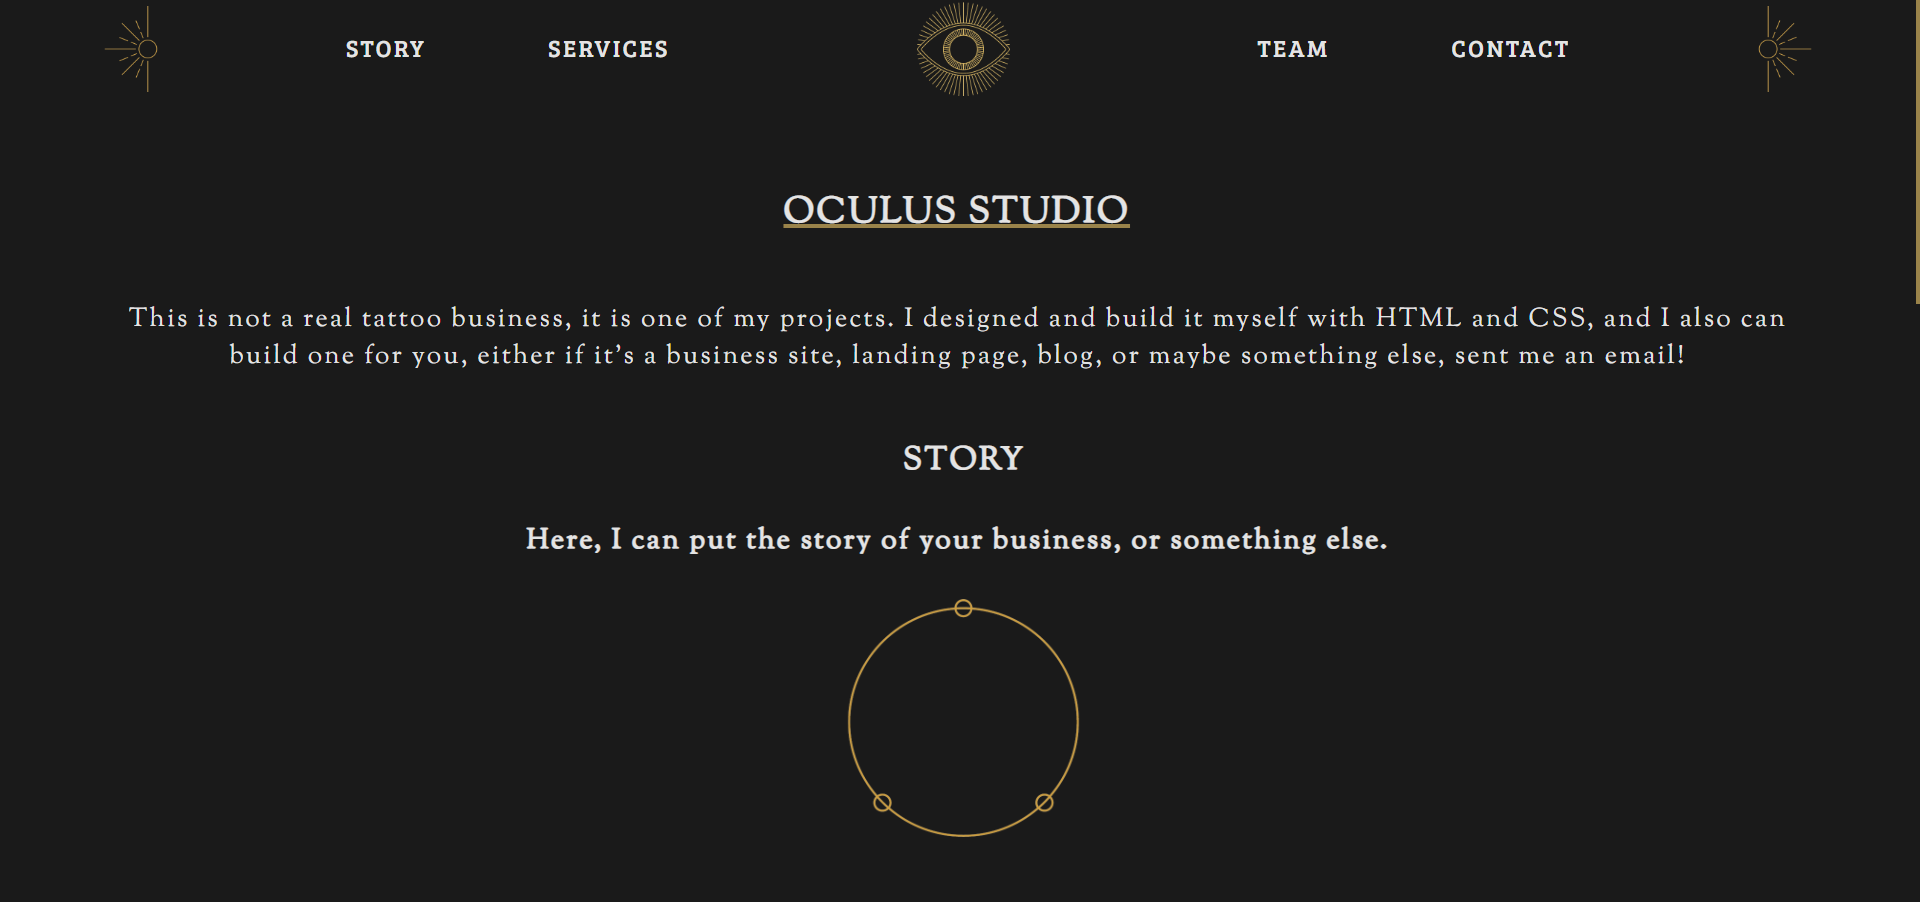 STORY SERVICES TEAM CONTACT
OCULUS STUDIO
This is not a real tattoo business, it is one of my projects. I designed and build it myself with HTML and CSS, and I also can
build one for you, either if it’s a business site, landing page, blog, or maybe something else, sent me an email!
STORY
Here, I can put the story of your business, or something else.